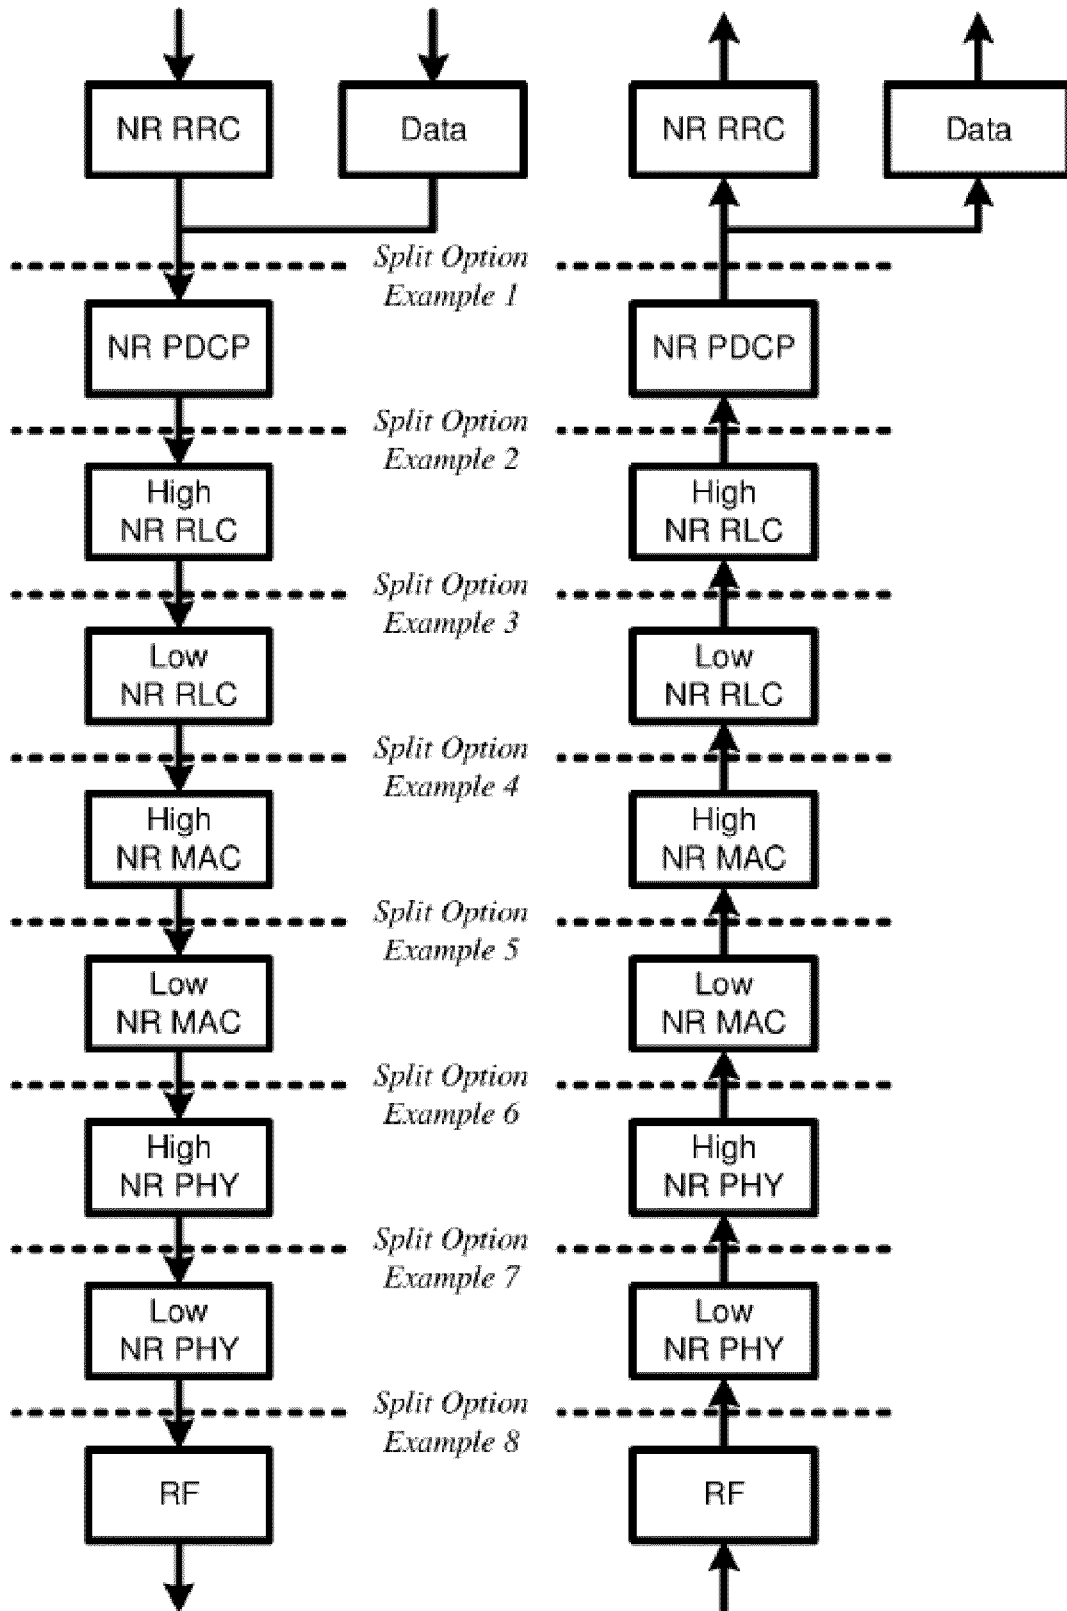 NR RRC
Data
NR RRC
Data
Split Option
Example 1
NR PDCP
NR PDCP
Split Option
Example 2
High
NR RLC
High
NR RLC
Split Option
Example 3
Low
NR RLC
Low
NR RLC
Split Option
Example 4
High
NR MAC
High
NR MAC
Split Option
Example 5
Low
NR MAC
Low
NR MAC
Split Option
Example 6
High
NR PHY
High
NR PHY
Split Option
Example 7
Low
NR PHY
Low
NR PHY
Split Option
Example 8
RF
RF